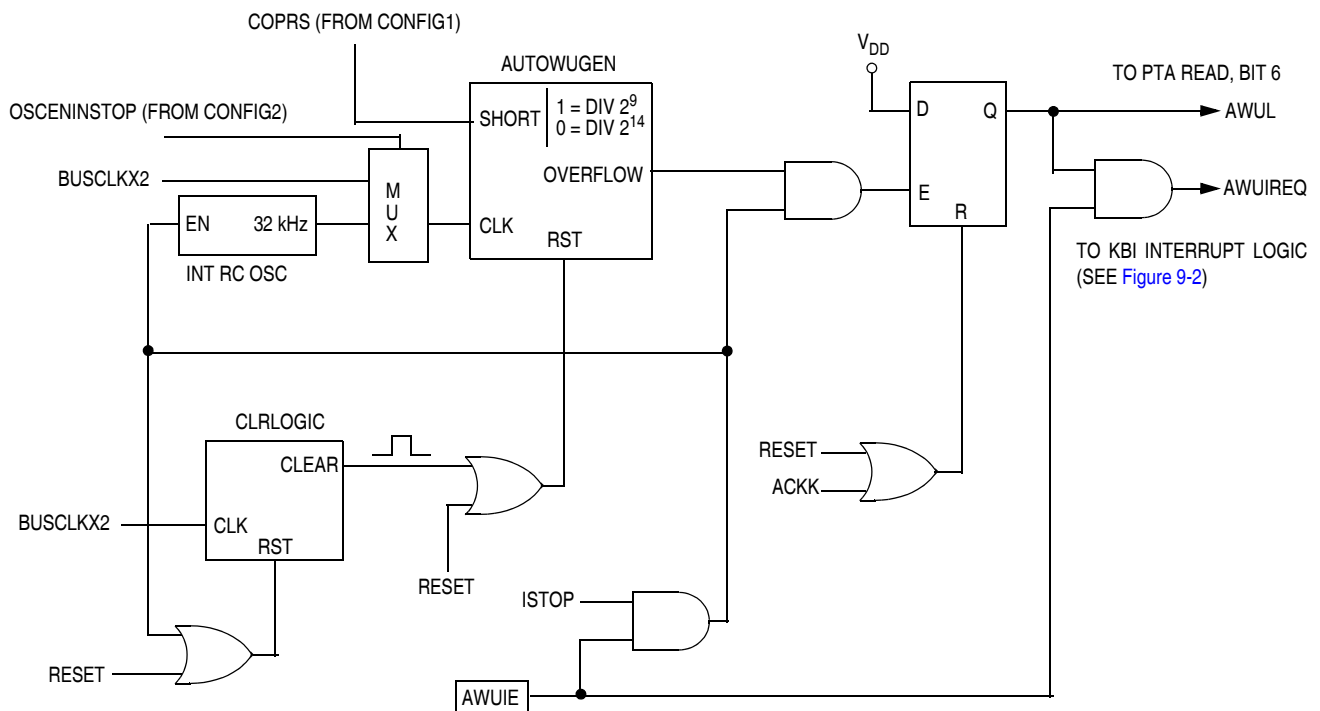 COPRS (FROM CONFIG1)
V_DD
AUTOWUGEN
TO PTA READ, BIT 6
SHORT
1 = DIV 2^9
0 = DIV 2^14
D
Q
AWUL
OSCENINSTOP (FROM CONFIG2)
BUSCLKX2
MUX
OVERFLOW
E
AWUIREQ
EN
32 kHz
CLK
RST
R
INT RC OSC
TO KBI INTERRUPT LOGIC
(SEE Figure 9-2)
CLRLOGIC
CLEAR
RESET
ACKK
BUSCLKX2
CLK
RST
RESET
ISTOP
RESET
AWUIE